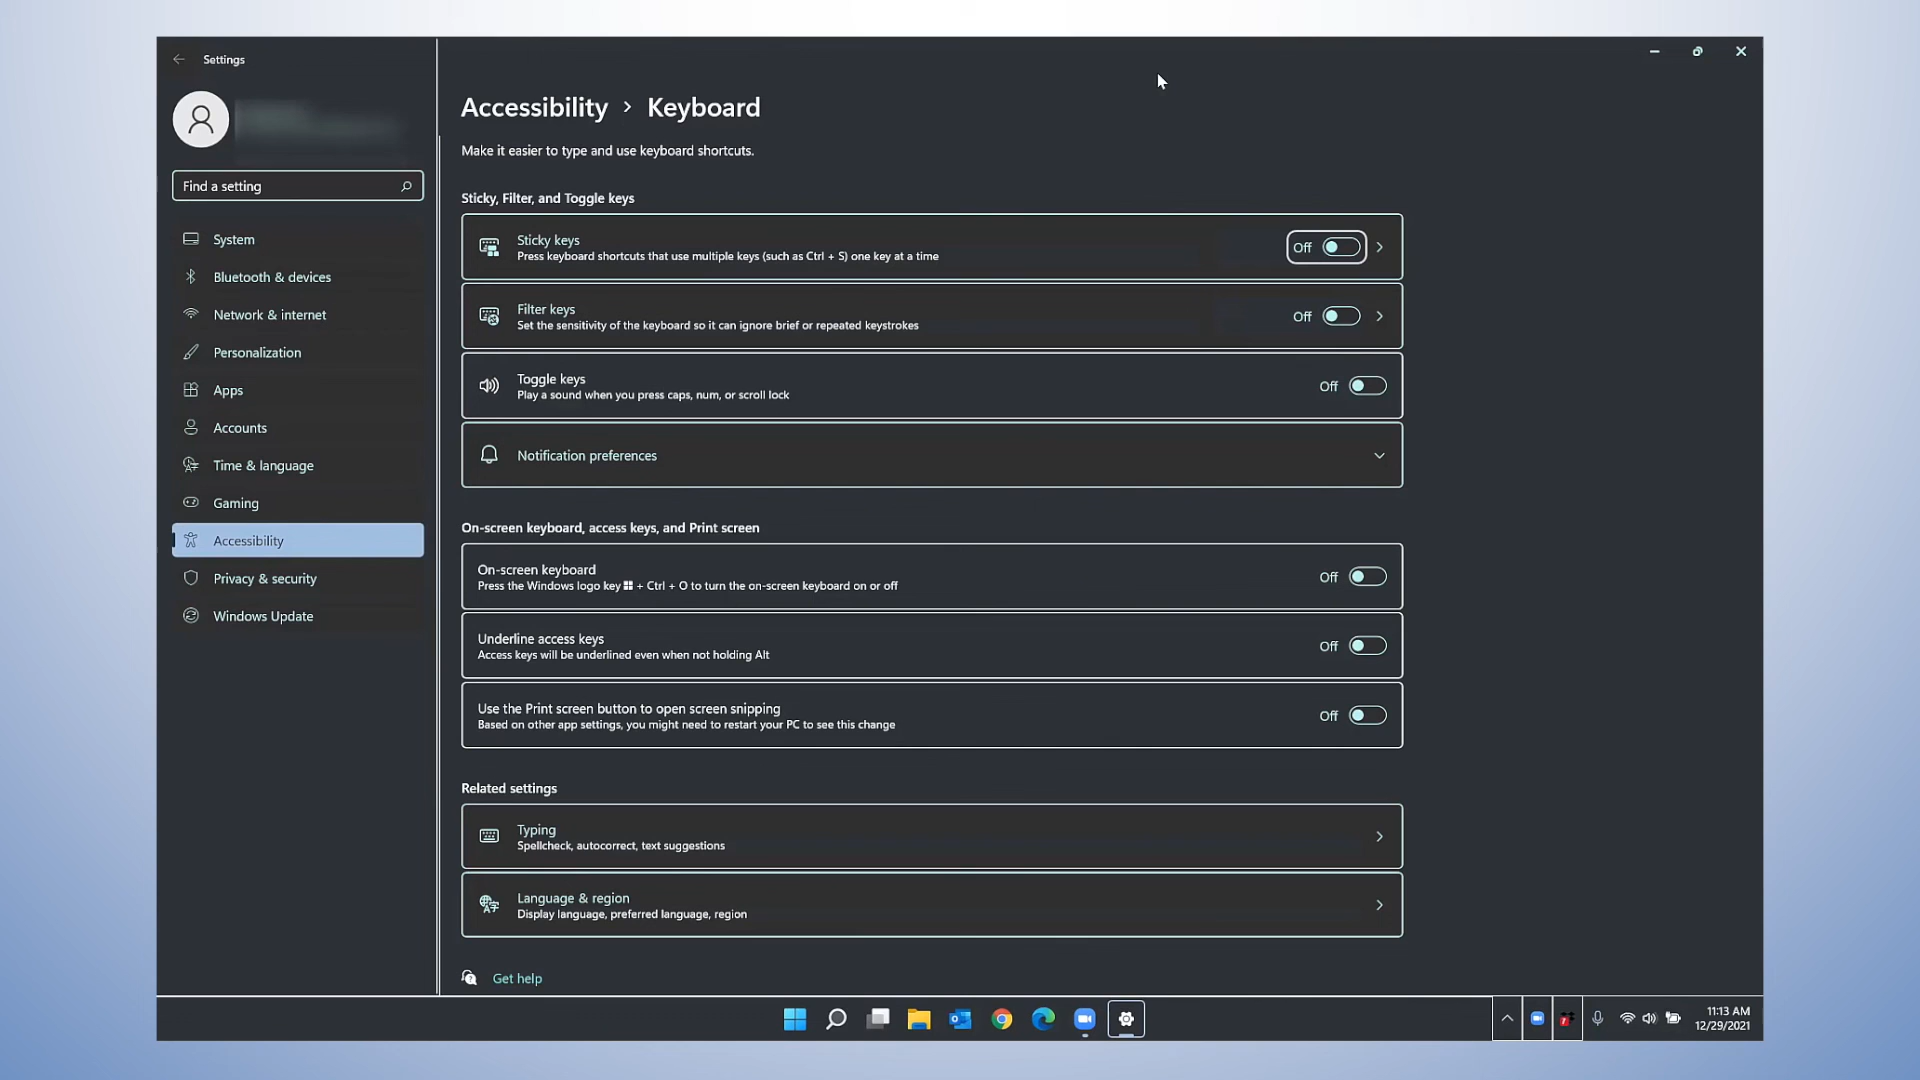 Settings
Accessibility > Keyboard
Make it easier to type and use keyboard shortcuts.
Find a setting
System
Bluetooth & devices
Network & internet
Personalization
Apps
Accounts
Time & language
Gaming
Accessibility
Privacy & security
Windows Update
Sticky, Filter, and Toggle keys
Sticky keys
Press keyboard shortcuts that use multiple keys (such as Ctrl + S) one key at a time
Off
Filter keys
Set the sensitivity of the keyboard so it can ignore brief or repeated keystrokes
Off
Toggle keys
Play a sound when you press caps, num, or scroll lock
Off
Notification preferences
On-screen keyboard, access keys, and Print screen
On-screen keyboard
Press the Windows logo key + Ctrl + O to turn the on-screen keyboard on or off
Off
Underline access keys
Access keys will be underlined even when not holding Alt
Off
Use the Print screen button to open screen snipping
Based on other app settings, you might need to restart your PC to see this change
Off
Related settings
Typing
Spellcheck, autocorrect, text suggestions
Language & region
Display language, preferred language, region
Get help
11:13 AM
12/29/2021